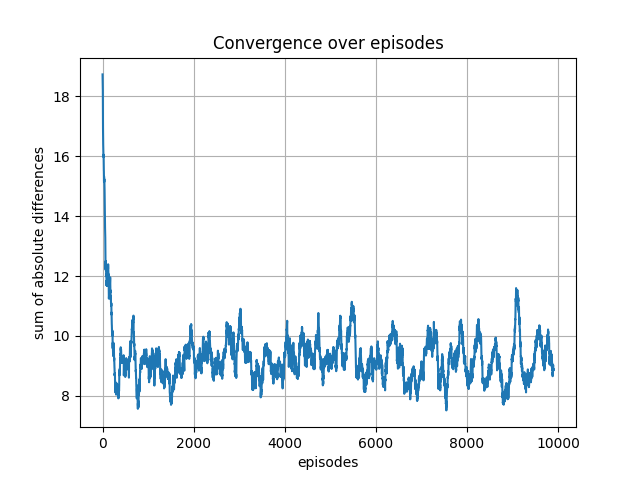 Convergence over episodes
sum of absolute differences
18
16
14
12
10
8
0 2000 4000 6000 8000 10000
episodes